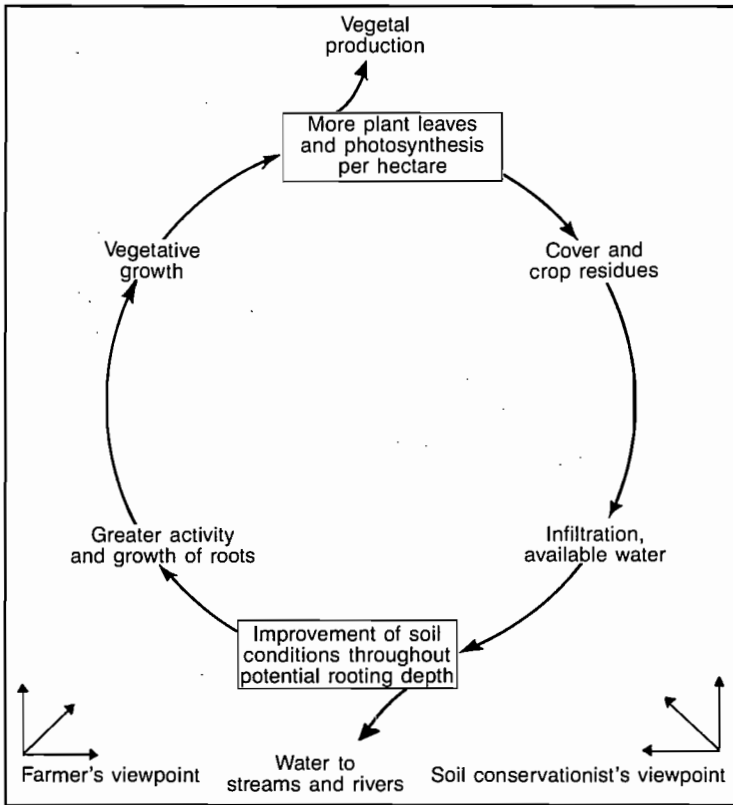 Vegetal
production
More plant leaves
and photosynthesis
per hectare
Vegetative
growth
Cover and
crop residues
Greater activity
and growth of roots
Infiltration,
available water
Improvement of soil
conditions throughout
potential rooting depth
Farmer's viewpoint
Water to
streams and rivers
Soil conservationist's viewpoint